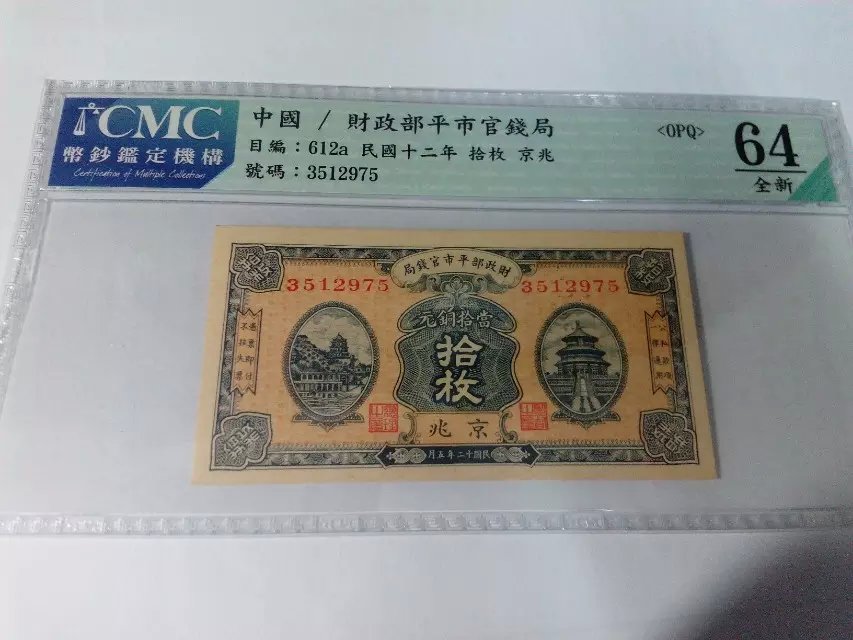 CMC
幣鈔鑑定機構
Certification of Multiple Collections
中國 / 財政部平市官錢局
目編：612a 民國十二年 拾枚 京兆
號碼：3512975
<OPQ>
64
全新
局錢官市平部政財
3512975 3512975
元銅拾當
拾枚
兆京
月五年二十國民